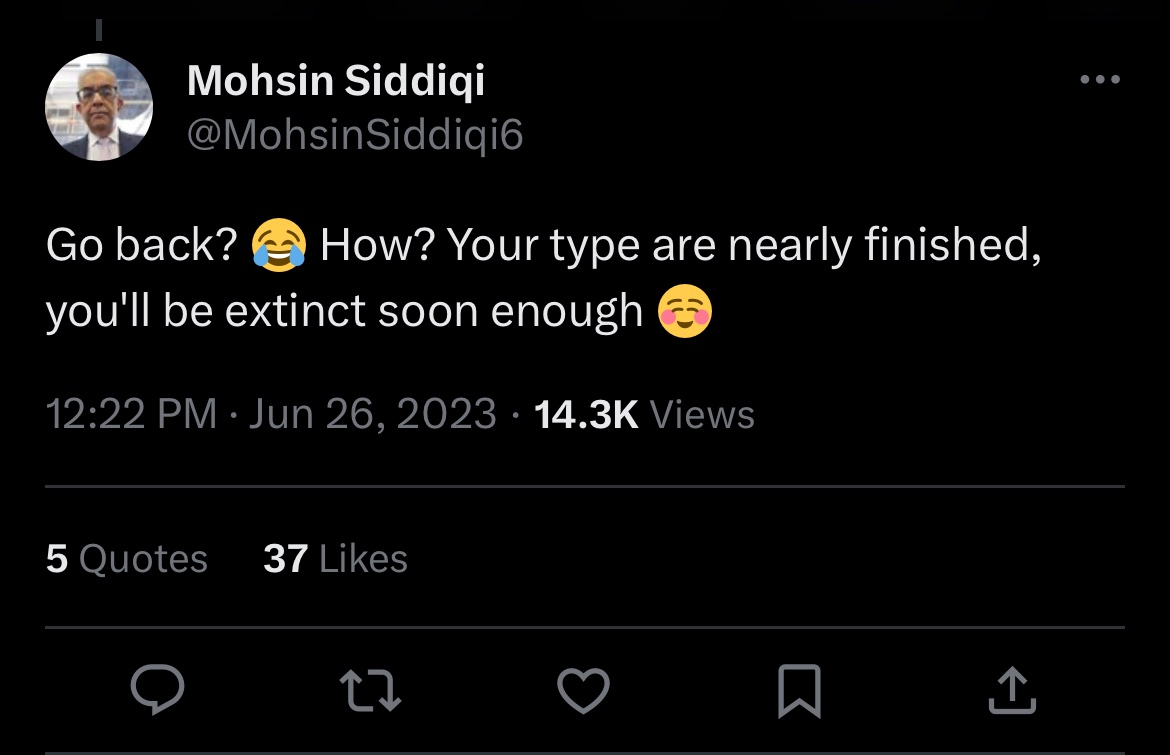 Mohsin Siddiqi
@MohsinSiddiqi6
Go back? 😂 How? Your type are nearly finished,
you'll be extinct soon enough ☺️
12:22 PM · Jun 26, 2023 · 14.3K Views
5 Quotes 37 Likes